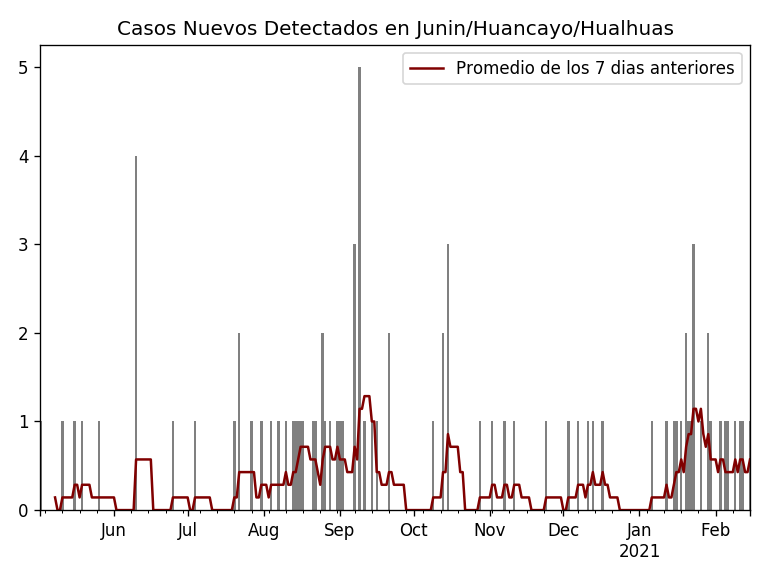 Casos Nuevos Detectados en Junin/Huancayo/Hualhuas
Promedio de los 7 dias anteriores
5
4
3
2
1
0
Jun Jul Aug Sep Oct Nov Dec Jan Feb
2021